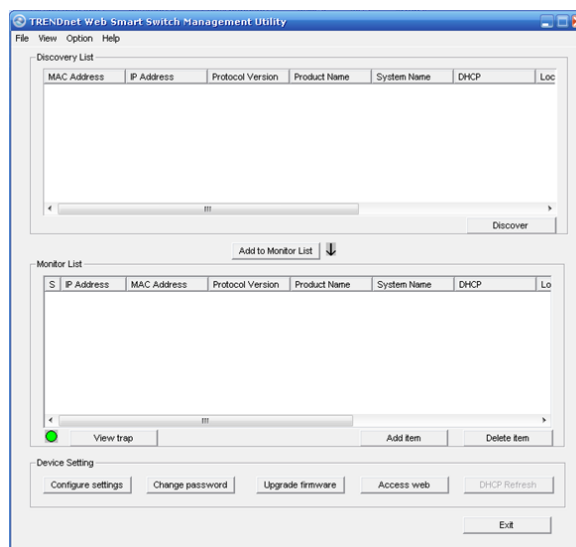 TRENDnet Web Smart Switch Management Utility
File View Option Help
Discovery List
MAC Address IP Address Protocol Version Product Name System Name DHCP Loc
Discover
Add to Monitor List
Monitor List
S IP Address MAC Address Protocol Version Product Name System Name DHCP Lo
View trap Add item Delete item
Device Setting
Configure settings Change password Upgrade firmware Access web DHCP Refresh
Exit